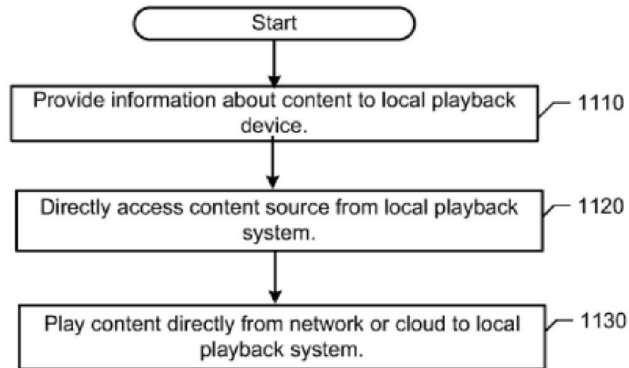 Start
Provide information about content to local playback
device.
1110
Directly access content source from local playback
system.
1120
Play content directly from network or cloud to local
playback system.
1130